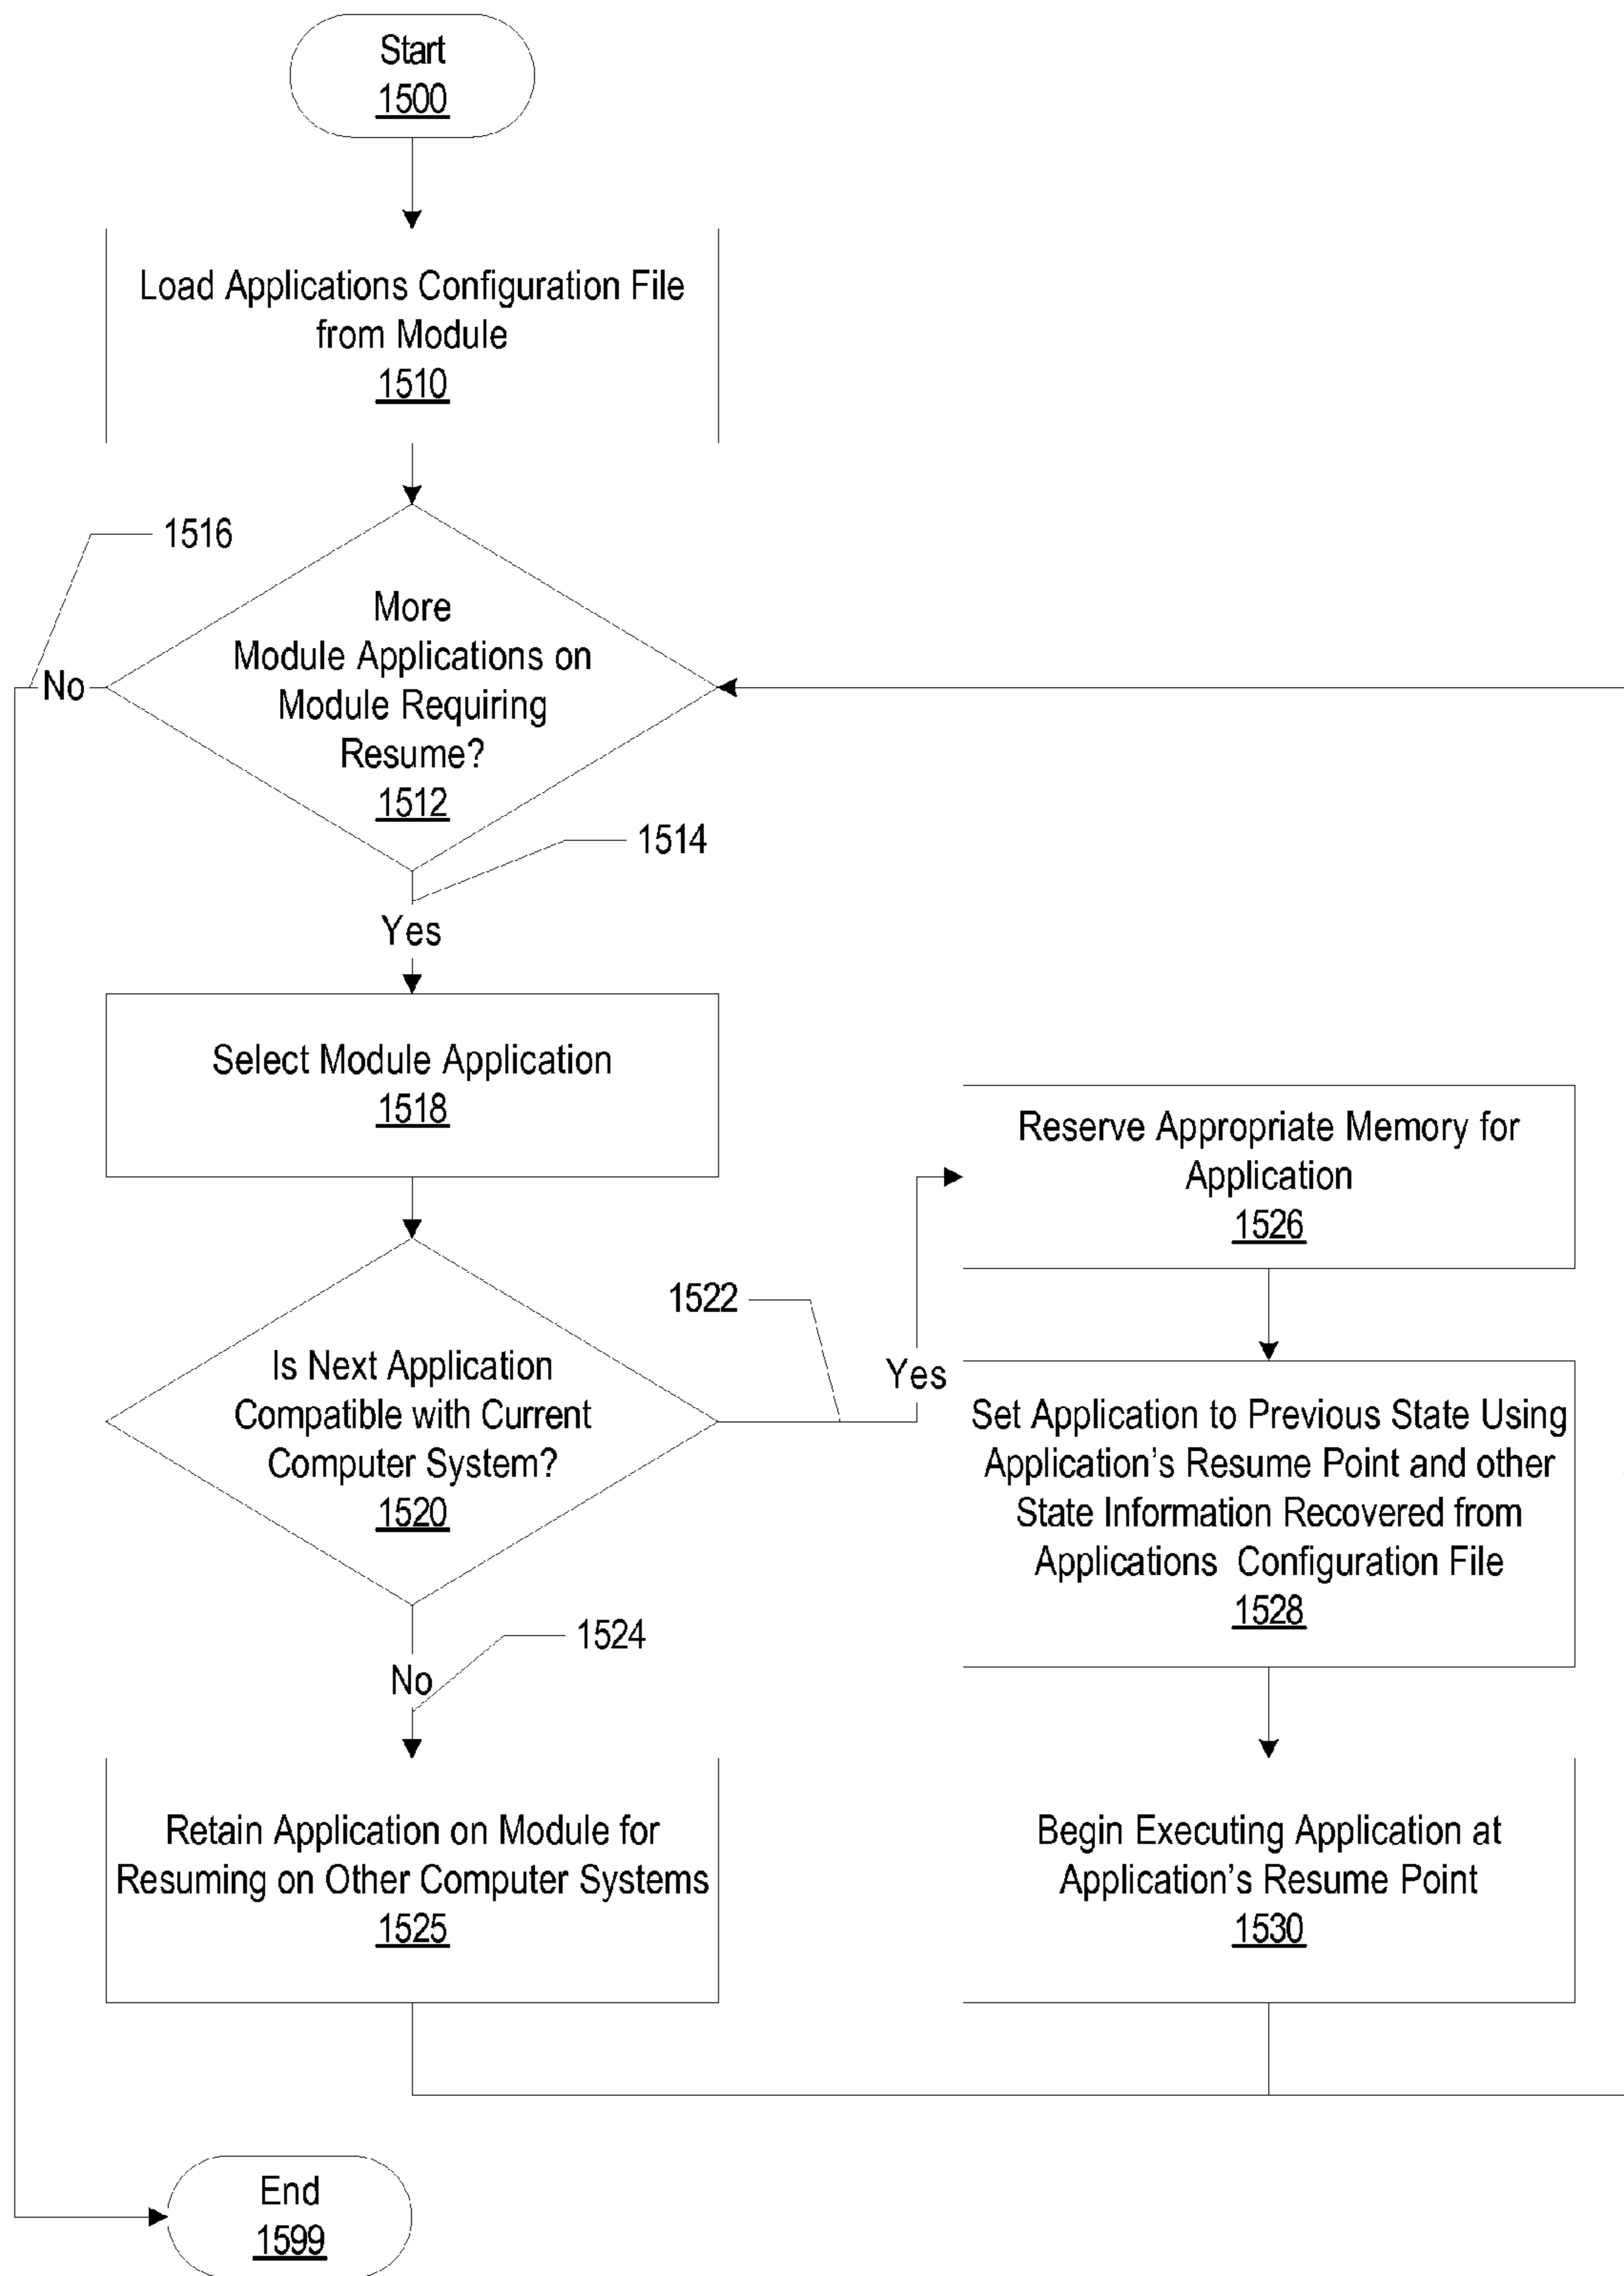 Start
1500
Load Applications Configuration File
from Module
1510
1516
More
Module Applications on
Module Requiring
Resume?
1512
No
1514
Yes
Select Module Application
1518
Reserve Appropriate Memory for
Application
1526
1522
Is Next Application
Compatible with Current
Computer System?
1520
Yes
Set Application to Previous State Using
Application's Resume Point and other
State Information Recovered from
Applications Configuration File
1528
1524
No
Retain Application on Module for
Resuming on Other Computer Systems
1525
Begin Executing Application at
Application's Resume Point
1530
End
1599